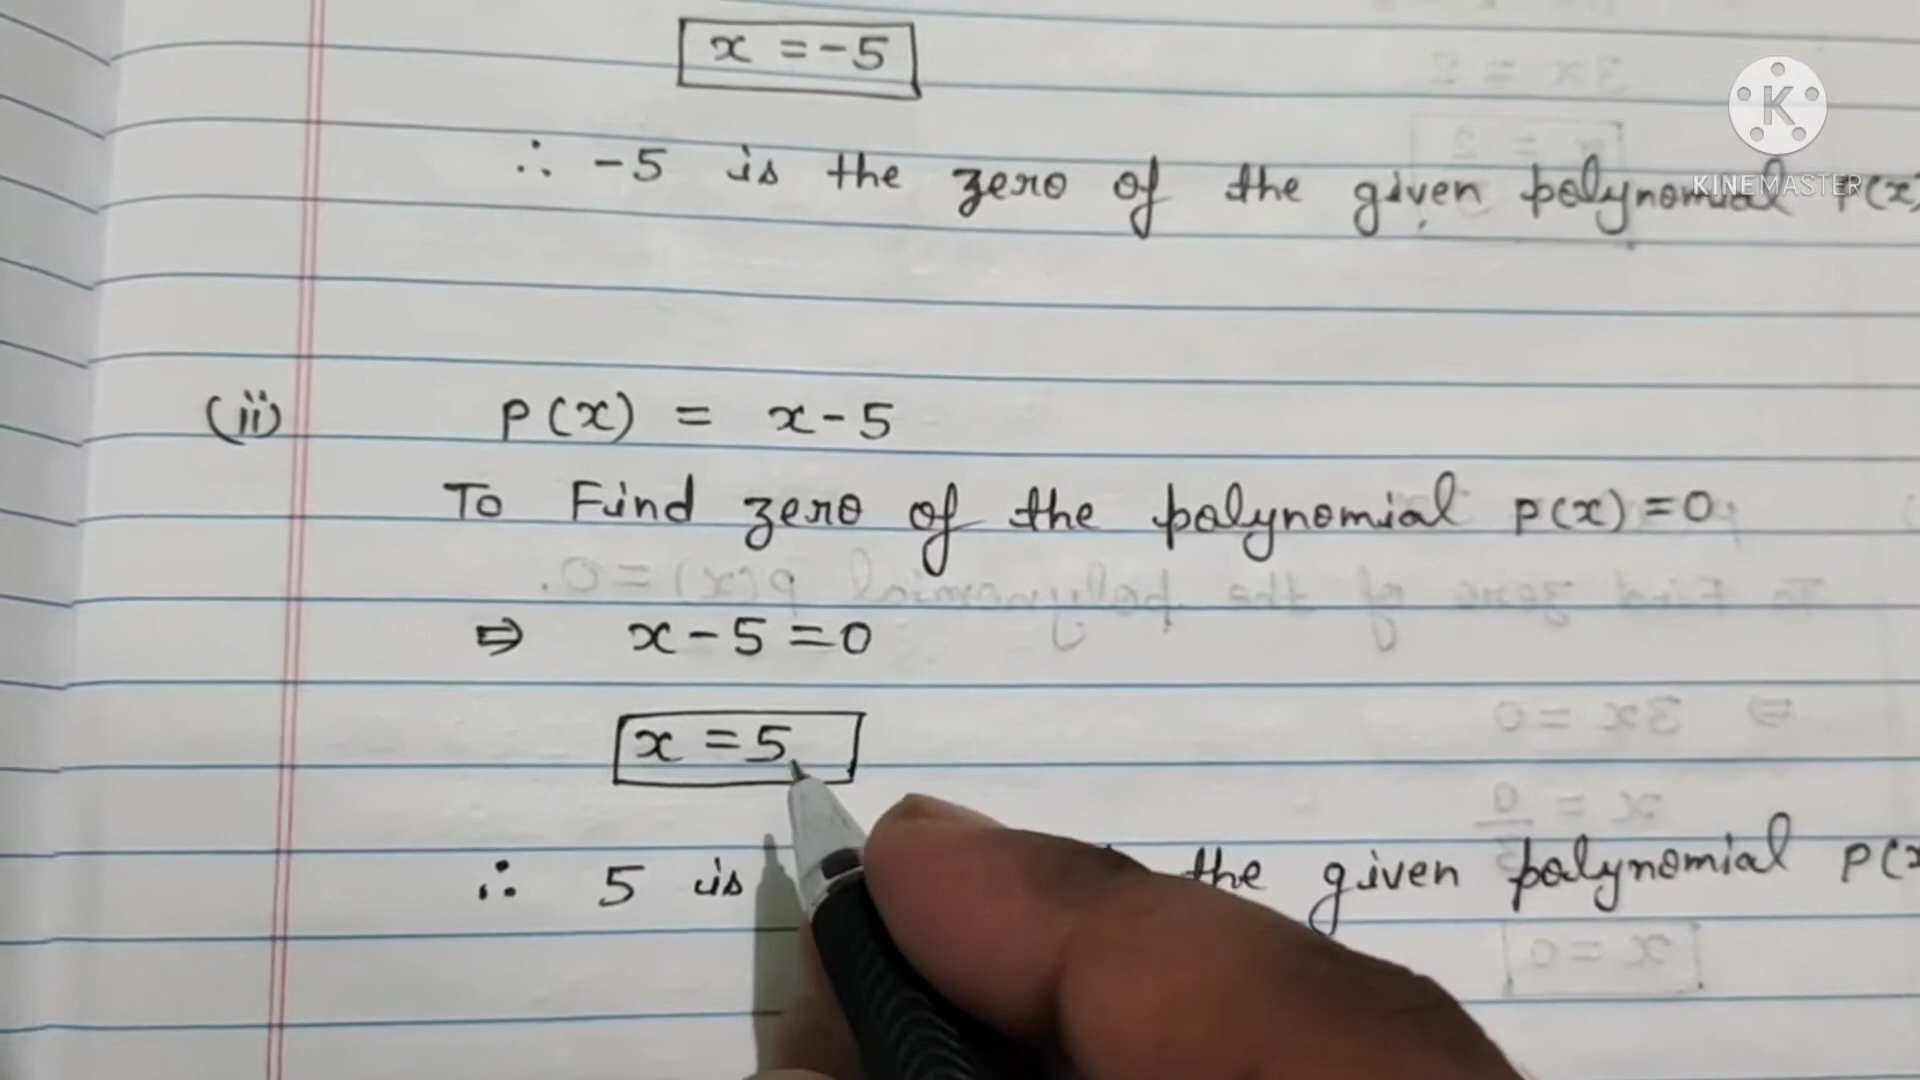 x = -5
∴ -5 is the zero of the given polynomial P(x)
K
KINEMASTER
(ii) P(x) = x-5
To Find zero of the polynomial P(x)=0.
⇒ x-5=0
x = 5
∴ 5 is the given polynomial P(x